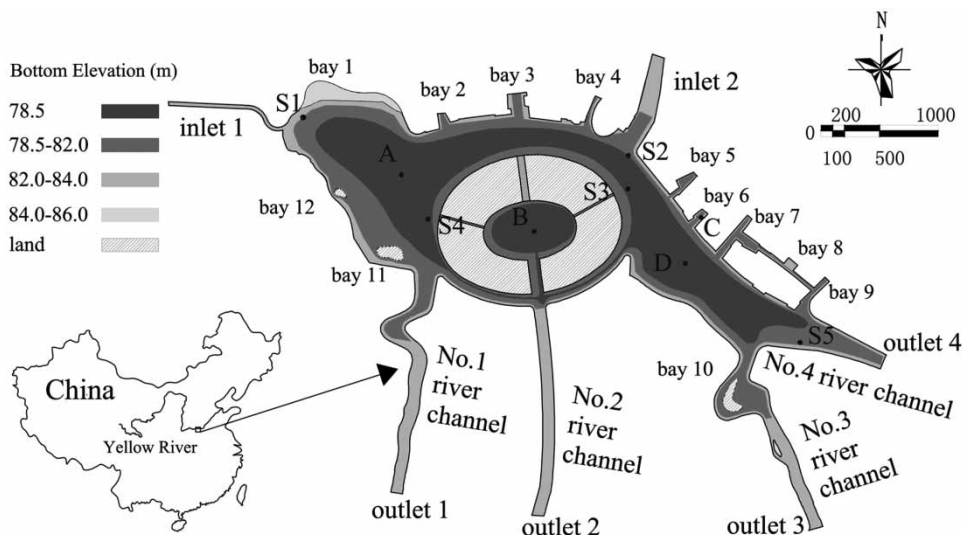 Bottom Elevation (m)
78.5
78.5-82.0
82.0-84.0
84.0-86.0
land
bay 1
S1
inlet 1
bay 2
bay 3
bay 4
inlet 2
N
200 1000
0
100 500
A
S2
bay 5
S3
bay 6
bay 12
S4
B
C
bay 7
bay 8
D
bay 11
bay 9
S5
outlet 4
China
Yellow River
No.1
river
channel
No.2
river
channel
bay 10
No.4 river channel
No.3
river
channel
outlet 1
outlet 2
outlet 3